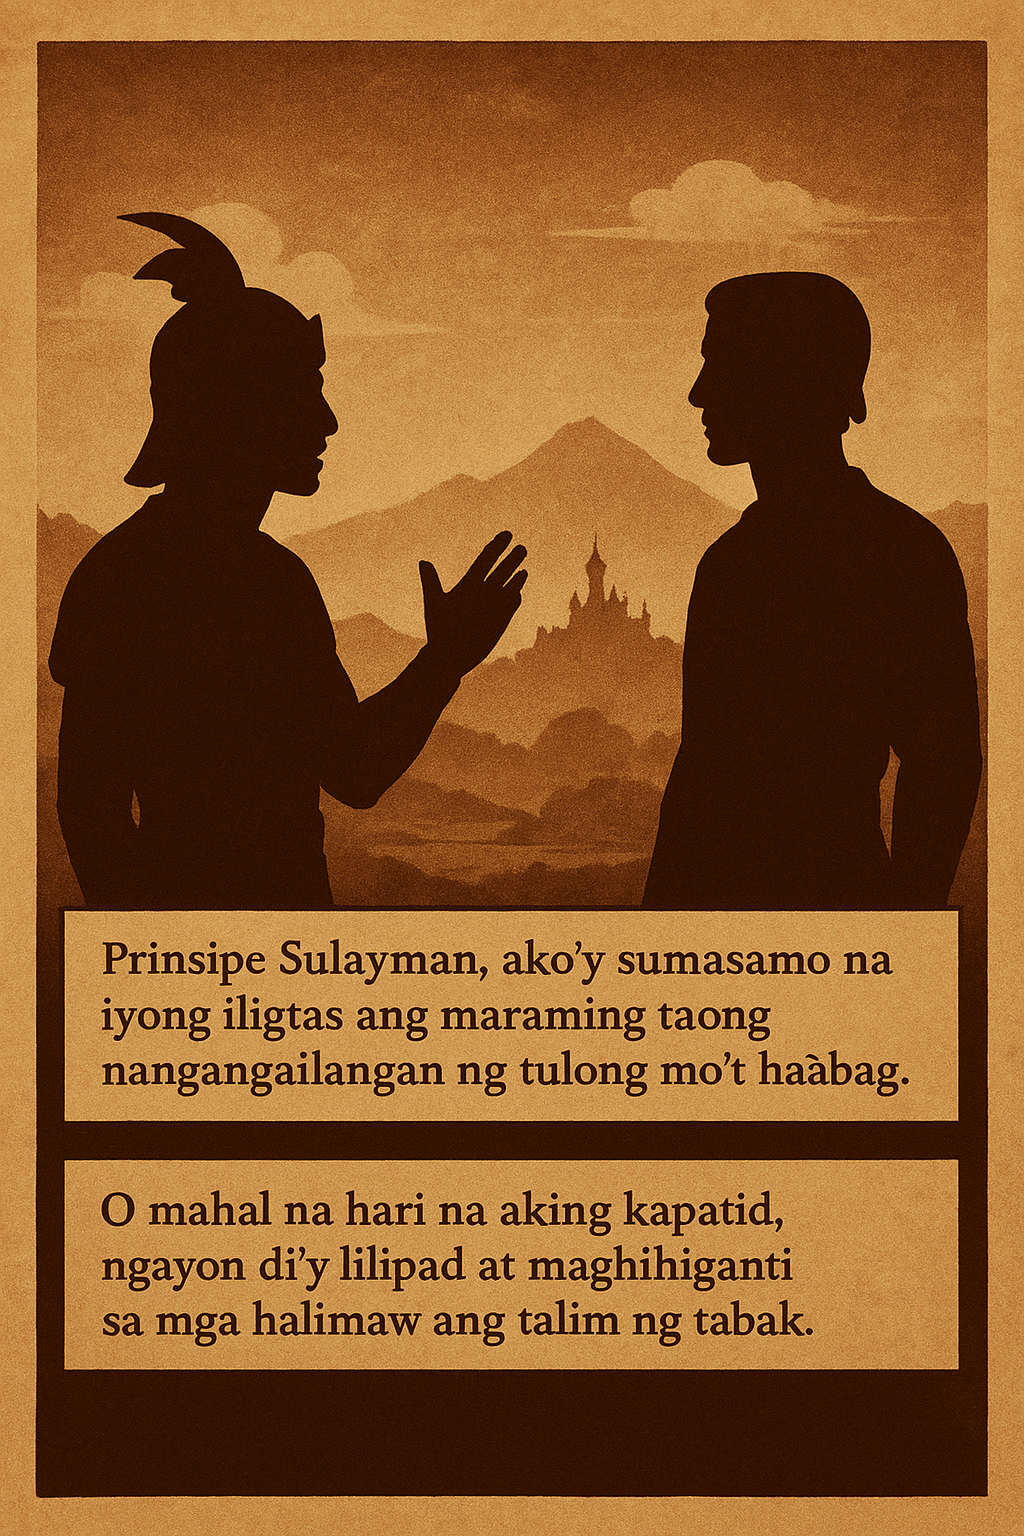 Prinsipe Sulayman, ako’y sumasamo na
iyong iligtas ang maraming taong
nangangailangan ng tulong mo’t haàbag.
O mahal na hari na aking kapatid,
ngayon di’y lilipad at maghihiganti
sa mga halimaw ang talim ng tabak.